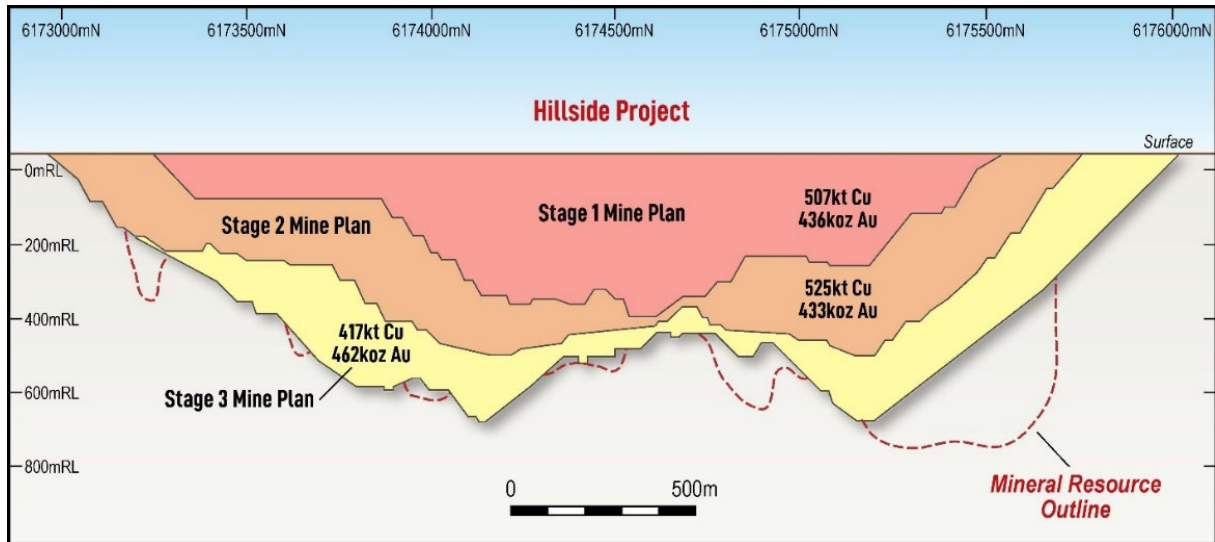 6173000mN 6173500mN 6174000mN 6174500mN 6175000mN 6175500mN 6176000mN
Hillside Project
Surface
0mRL
200mRL
400mRL
600mRL
800mRL
Stage 1 Mine Plan
507kt Cu
436koz Au
Stage 2 Mine Plan
525kt Cu
433koz Au
417kt Cu
462koz Au
Stage 3 Mine Plan
0 500m
Mineral Resource
Outline